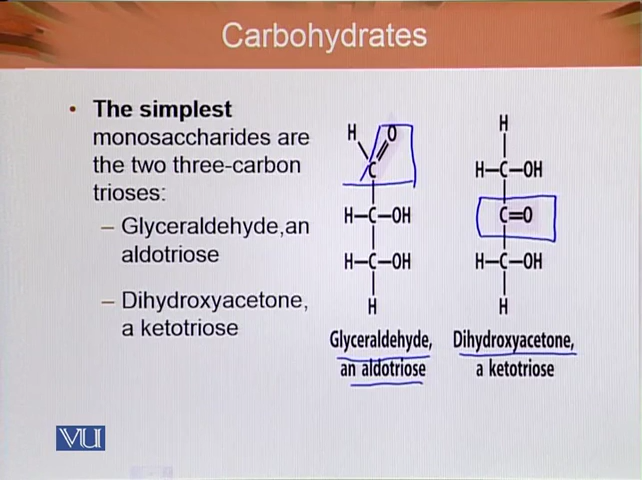 Carbohydrates
• The simplest
monosaccharides are
the two three-carbon
trioses:
– Glyceraldehyde,an
aldotriose
– Dihydroxyacetone,
a ketotriose
H O
C
H–C–OH
H–C–OH
H
Glyceraldehyde,
an aldotriose
H
H–C–OH
C=O
H–C–OH
H
Dihydroxyacetone,
a ketotriose
VU